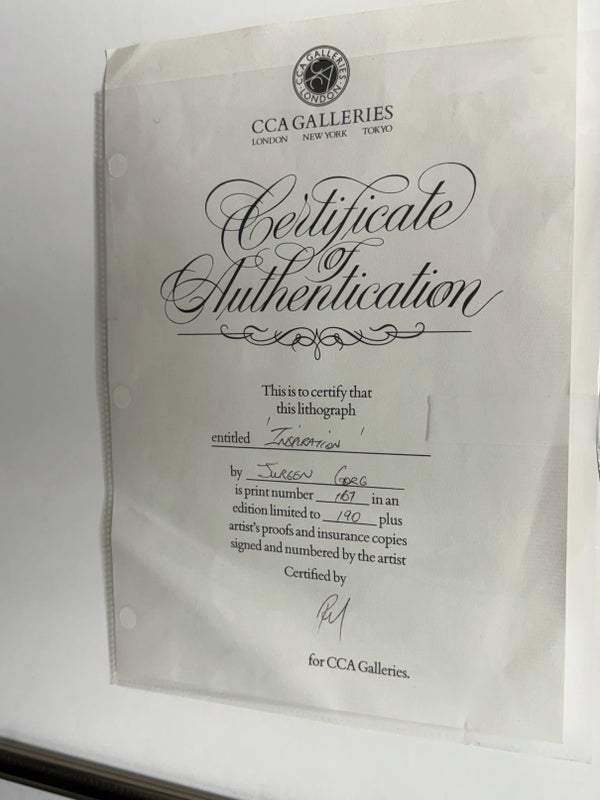 CCA GALLERIES
LONDON
CCA GALLERIES
LONDON NEW YORK TOKYO
Certificate
of
Authentication
This is to certify that
this lithograph
entitled 'INSPIRATION'
by JURGEN GORG
is print number 167 in an
edition limited to 190 plus
artist's proofs and insurance copies
signed and numbered by the artist
Certified by
for CCA Galleries.